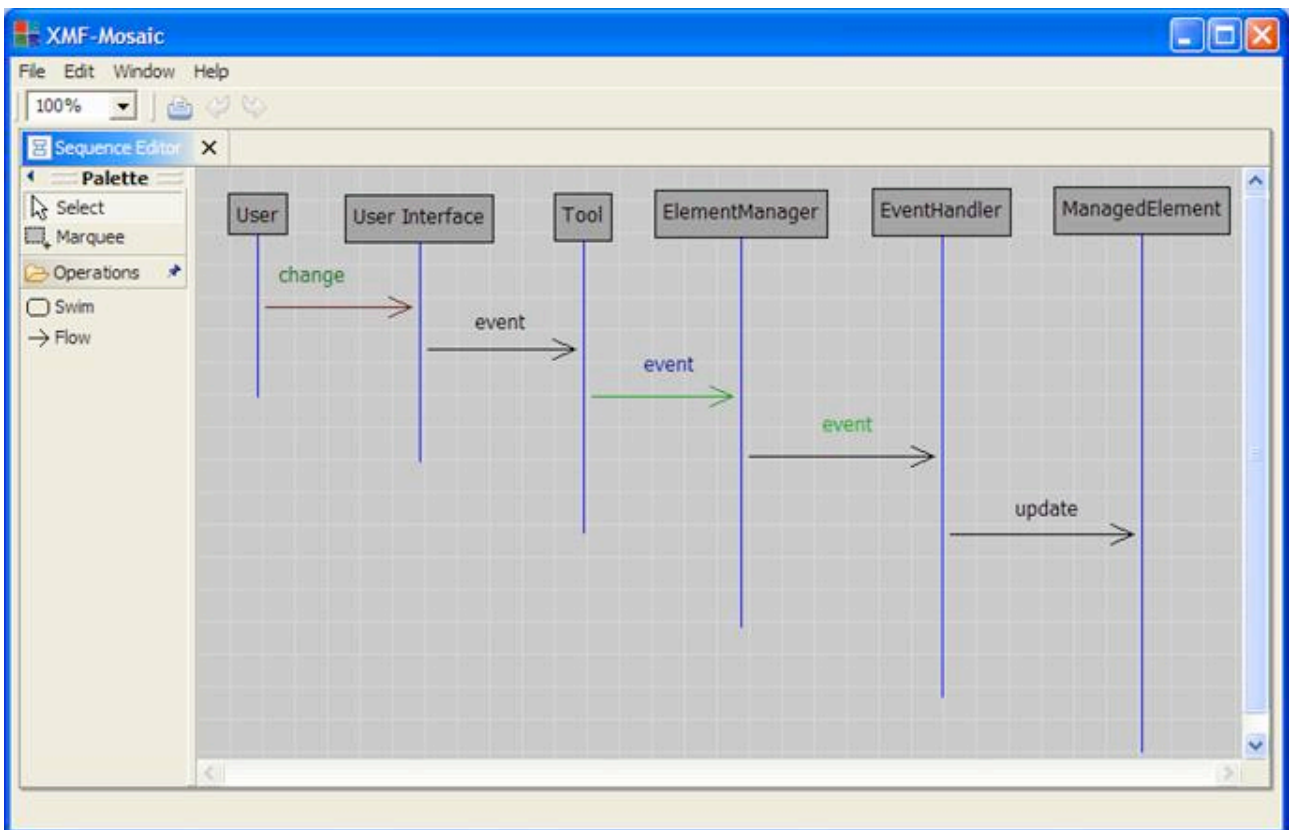 XMF-Mosaic
File Edit Window Help
100%
Sequence Editor
Palette
Select
Marquee
Operations
Swim
Flow
User
User Interface
Tool
ElementManager
EventHandler
ManagedElement
change
event
event
event
update